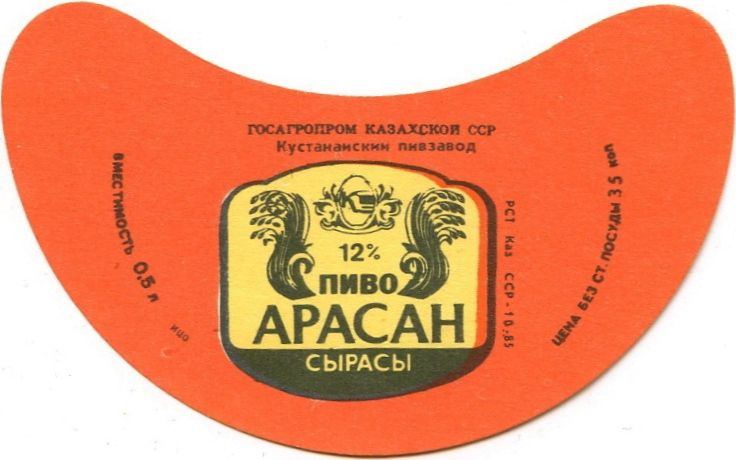 ГОСАГРОПРОМ КАЗАХСКОЙ ССР
Кустанайский пивзавод
ВМЕСТИМОСТЬ 0,5 л
КЗ
12%
ПИВО
АРАСАН
СЫРАСЫ
РСТ Каз ССР-10-85
ЦЕНА БЕЗ СТ. ПОСУДЫ 35 коп